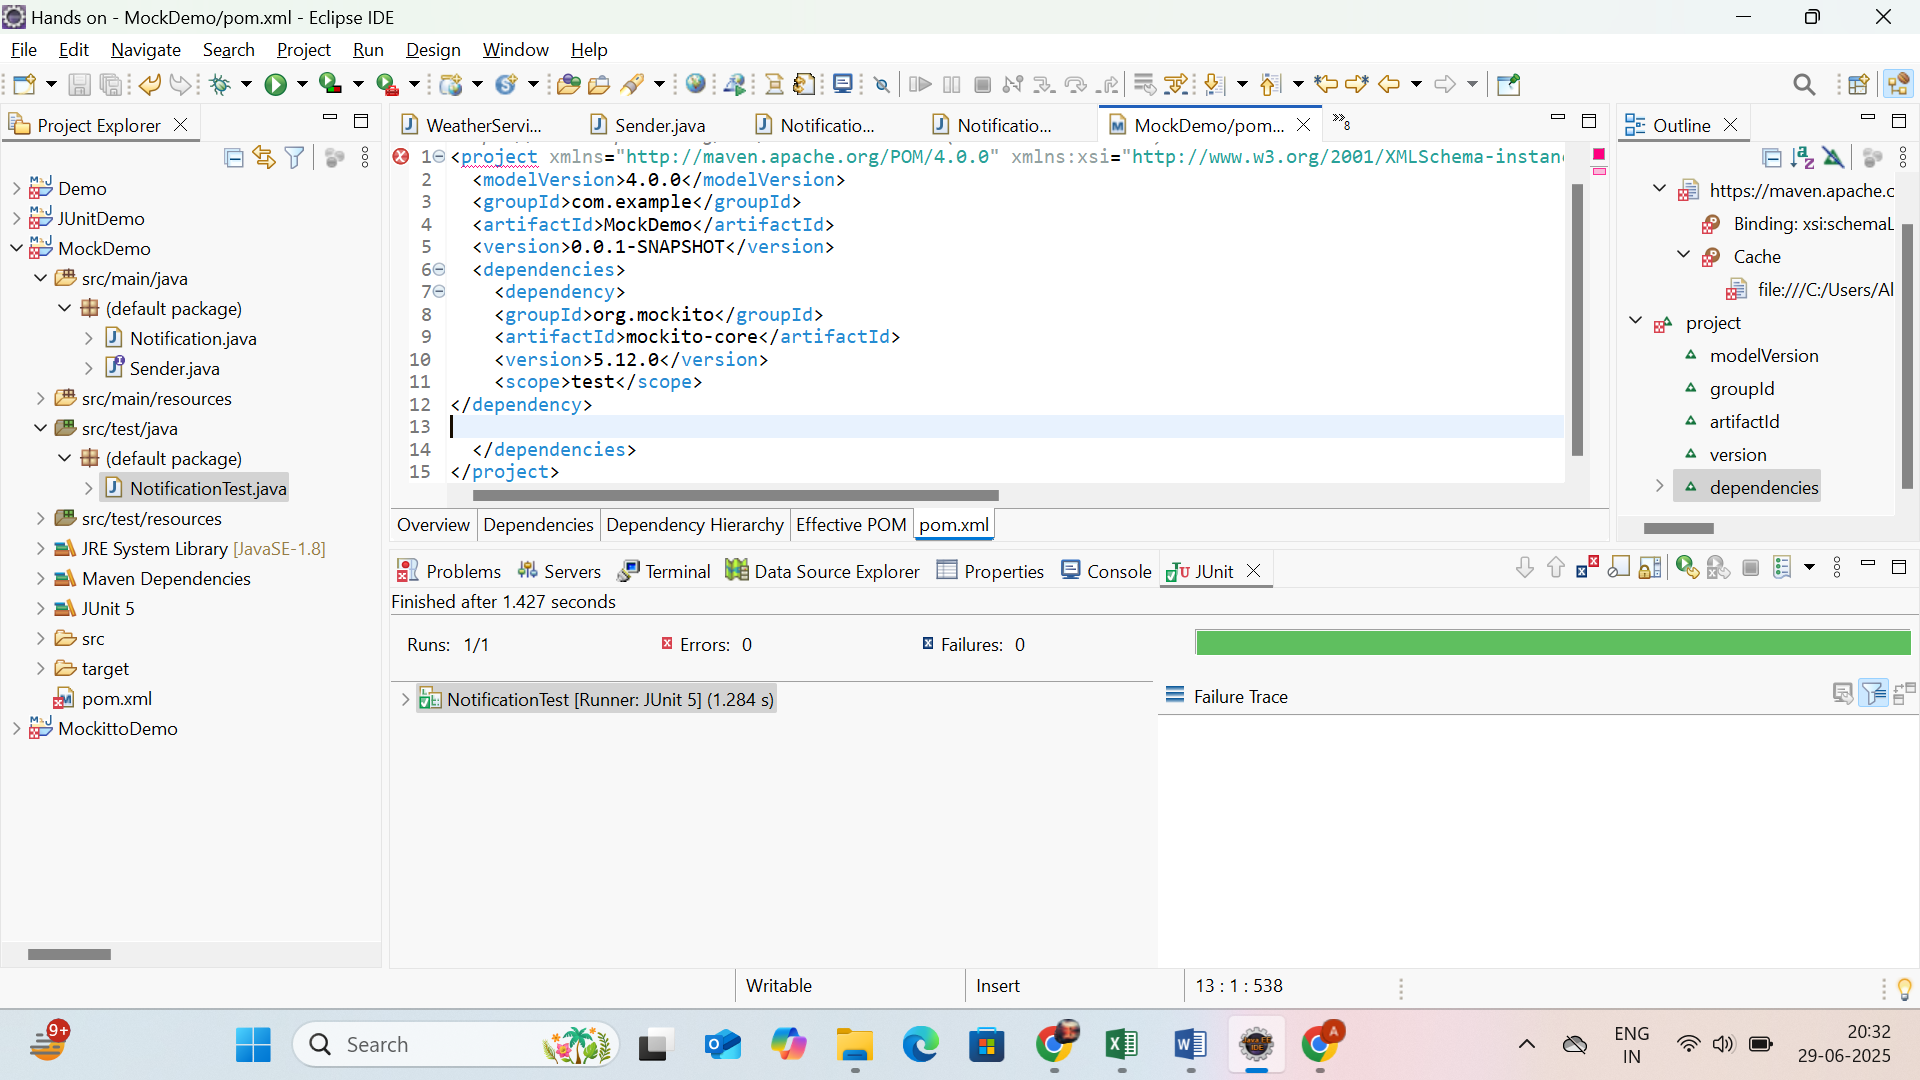 Hands on - MockDemo/pom.xml - Eclipse IDE
File Edit Navigate Search Project Run Design Window Help
Project Explorer
Demo
JUnitDemo
MockDemo
src/main/java
(default package)
Notification.java
Sender.java
src/main/resources
src/test/java
(default package)
NotificationTest.java
src/test/resources
JRE System Library [JavaSE-1.8]
Maven Dependencies
JUnit 5
src
target
pom.xml
MockittoDemo
WeatherServi... Sender.java Notificatio... Notificatio... MockDemo/pom... »8
1 <project xmlns="http://maven.apache.org/POM/4.0.0" xmlns:xsi="http://www.w3.org/2001/XMLSchema-instan
2 <modelVersion>4.0.0</modelVersion>
3 <groupId>com.example</groupId>
4 <artifactId>MockDemo</artifactId>
5 <version>0.0.1-SNAPSHOT</version>
6 <dependencies>
7 <dependency>
8 <groupId>org.mockito</groupId>
9 <artifactId>mockito-core</artifactId>
10 <version>5.12.0</version>
11 <scope>test</scope>
12 </dependency>
13
14 </dependencies>
15 </project>
Overview Dependencies Dependency Hierarchy Effective POM pom.xml
Outline
https://maven.apache.c
Binding: xsi:schemaL
Cache
file:///C:/Users/Al
project
modelVersion
groupId
artifactId
version
dependencies
Problems Servers Terminal Data Source Explorer Properties Console JUnit
Finished after 1.427 seconds
Runs: 1/1 Errors: 0 Failures: 0
NotificationTest [Runner: JUnit 5] (1.284 s)
Failure Trace
Writable Insert 13 : 1 : 538
9+
Search
A
ENG
IN
20:32
29-06-2025